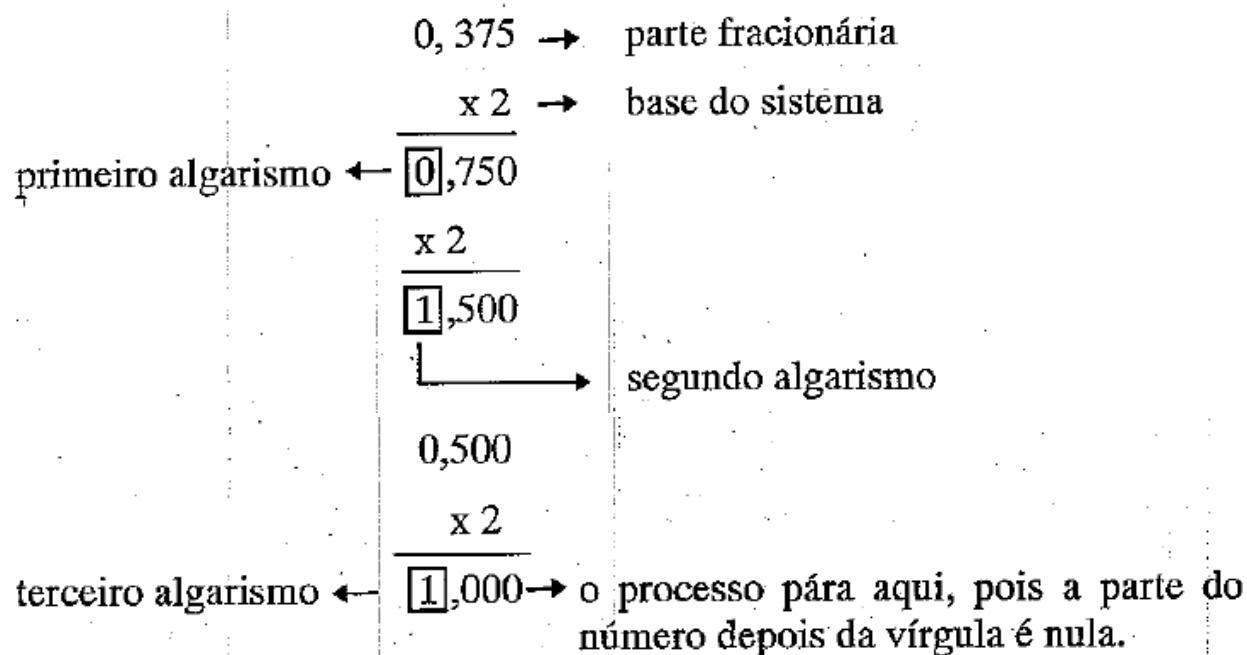 0, 375 → parte fracionária
x 2 → base do sistema
primeiro algarismo ← 0,750
x 2
1,500
segundo algarismo
0,500
x 2
terceiro algarismo ← 1,000 → o processo pára aqui, pois a parte do
número depois da vírgula é nula.